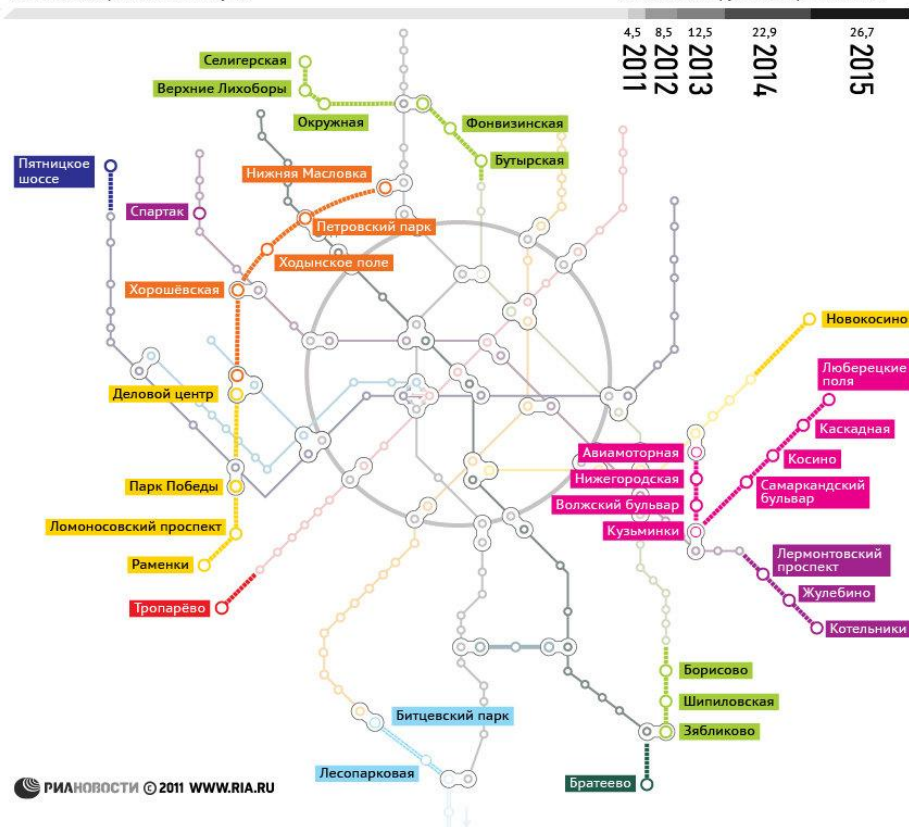 4,5
8,5
12,5
22,9
26,7
2011
2012
2013
2014
2015
Селигерская
Верхние Лихоборы
Окружная
Фонвизинская
Бутырская
Пятницкое
шоссе
Нижняя Масловка
Спартак
Петровский парк
Ходынское поле
Хорошёвская
Новокосино
Деловой центр
Люберецкие
поля
Каскадная
Авиамоторная
Косино
Нижегородская
Парк Победы
Самаркандский
бульвар
Волжский бульвар
Ломоносовский проспект
Кузьминки
Раменки
Лермонтовский
проспект
Жулебино
Тропарёво
Котельники
Борисово
Шипиловская
Битцевский парк
Зябликово
Лесопарковая
Братеево
РИАНОВОСТИ © 2011 WWW.RIA.RU